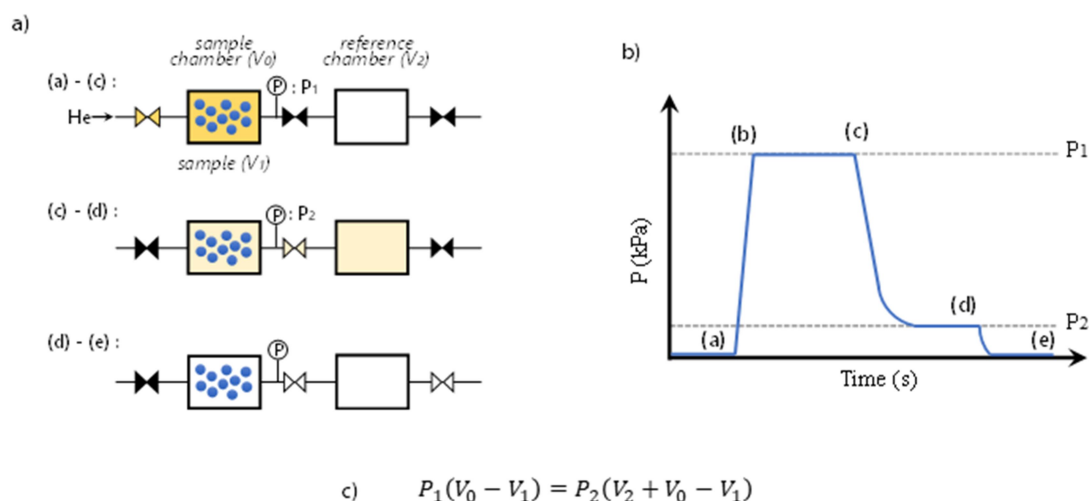 a)
sample
chamber (V₀)
reference
chamber (V₂)
(a) - (c) :
P : P₁
He
sample (V₁)
(c) - (d) :
P : P₂
(d) - (e) :
P
b)
P (kPa)
(b)
(c)
P₁
(a)
(d)
P₂
(e)
Time (s)
c) P₁(V₀ − V₁) = P₂(V₂ + V₀ − V₁)